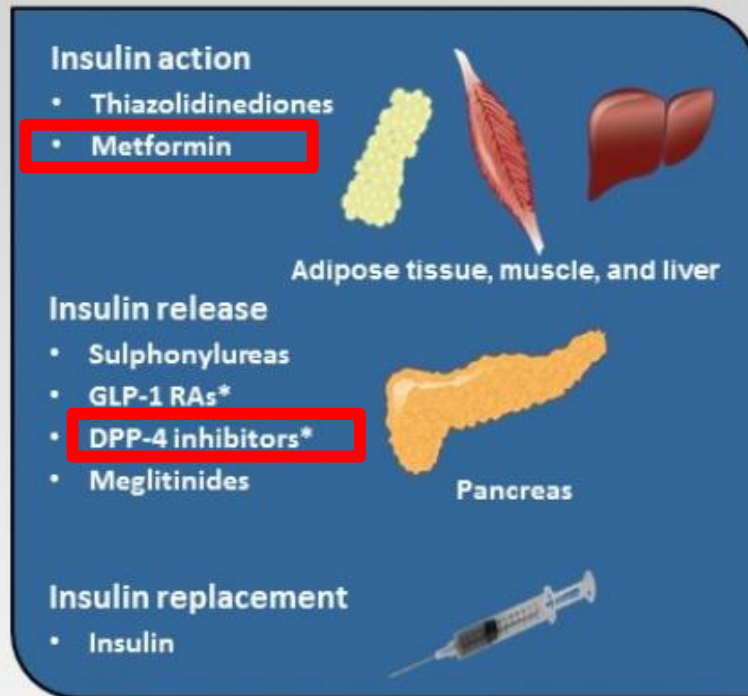 Insulin action
• Thiazolidinediones
• Metformin
Adipose tissue, muscle, and liver
Insulin release
• Sulphonylureas
• GLP-1 RAs*
• DPP-4 inhibitors*
• Meglitinides
Pancreas
Insulin replacement
• Insulin